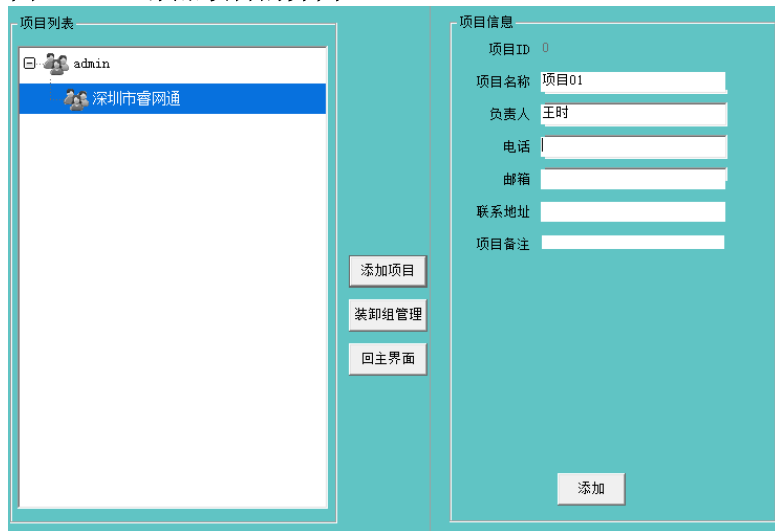 项目列表
admin
深圳市睿网通
添加项目
装卸组管理
回主界面
项目信息
项目ID 0
项目名称 项目01
负责人 王时
电话
邮箱
联系地址
项目备注
添加